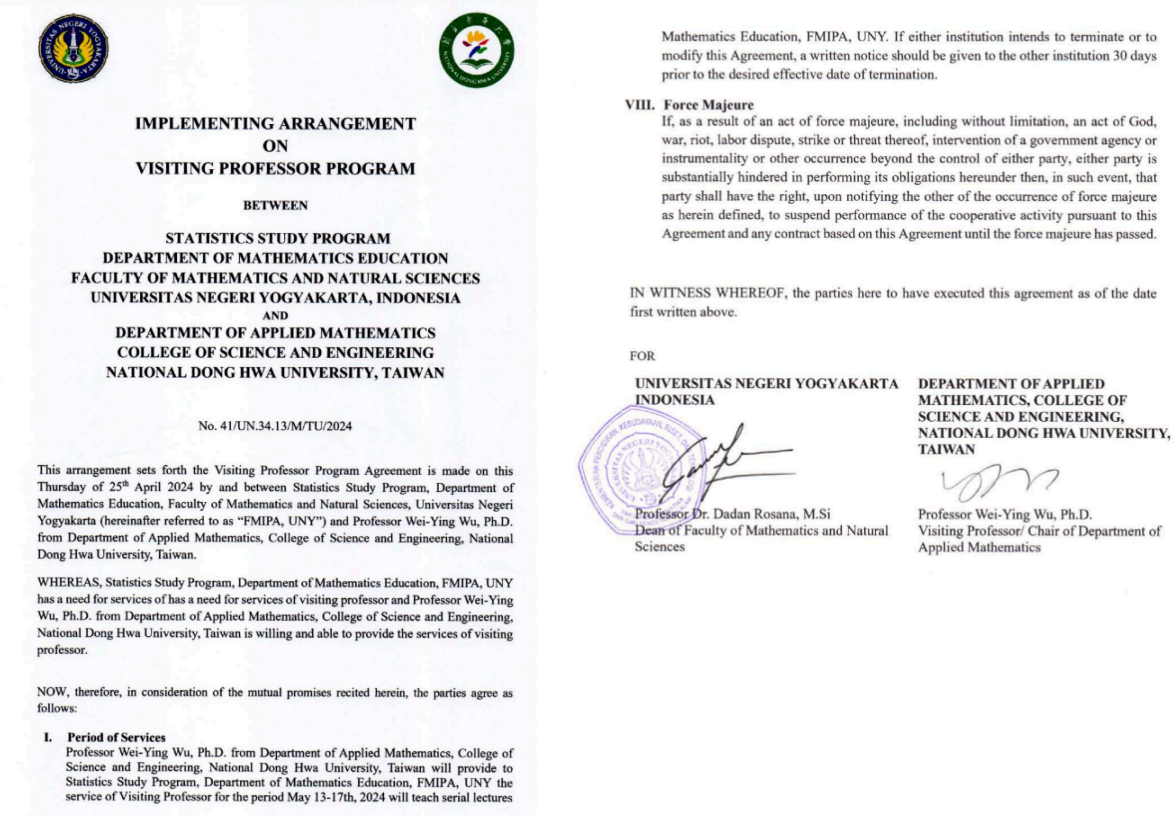 IMPLEMENTING ARRANGEMENT
ON
VISITING PROFESSOR PROGRAM
BETWEEN
STATISTICS STUDY PROGRAM
DEPARTMENT OF MATHEMATICS EDUCATION
FACULTY OF MATHEMATICS AND NATURAL SCIENCES
UNIVERSITAS NEGERI YOGYAKARTA, INDONESIA
AND
DEPARTMENT OF APPLIED MATHEMATICS
COLLEGE OF SCIENCE AND ENGINEERING
NATIONAL DONG HWA UNIVERSITY, TAIWAN
No. 41/UN.34.13/M/TU/2024
This arrangement sets forth the Visiting Professor Program Agreement is made on this
Thursday of 25th April 2024 by and between Statistics Study Program, Department of
Mathematics Education, Faculty of Mathematics and Natural Sciences, Universitas Negeri
Yogyakarta (hereinafter referred to as “FMIPA, UNY”) and Professor Wei-Ying Wu, Ph.D.
from Department of Applied Mathematics, College of Science and Engineering, National
Dong Hwa University, Taiwan.
WHEREAS, Statistics Study Program, Department of Mathematics Education, FMIPA, UNY
has a need for services of has a need for services of visiting professor and Professor Wei-Ying
Wu, Ph.D. from Department of Applied Mathematics, College of Science and Engineering,
National Dong Hwa University, Taiwan is willing and able to provide the services of visiting
professor.
NOW, therefore, in consideration of the mutual promises recited herein, the parties agree as
follows:
I. Period of Services
Professor Wei-Ying Wu, Ph.D. from Department of Applied Mathematics, College of
Science and Engineering, National Dong Hwa University, Taiwan will provide to
Statistics Study Program, Department of Mathematics Education, FMIPA, UNY the
service of Visiting Professor for the period May 13-17th, 2024 will teach serial lectures
Mathematics Education, FMIPA, UNY. If either institution intends to terminate or to
modify this Agreement, a written notice should be given to the other institution 30 days
prior to the desired effective date of termination.
VIII. Force Majeure
If, as a result of an act of force majeure, including without limitation, an act of God,
war, riot, labor dispute, strike or threat thereof, intervention of a government agency or
instrumentality or other occurrence beyond the control of either party, either party is
substantially hindered in performing its obligations hereunder then, in such event, that
party shall have the right, upon notifying the other of the occurrence of force majeure
as herein defined, to suspend performance of the cooperative activity pursuant to this
Agreement and any contract based on this Agreement until the force majeure has passed.
IN WITNESS WHEREOF, the parties here to have executed this agreement as of the date
first written above.
FOR
UNIVERSITAS NEGERI YOGYAKARTA
INDONESIA
Professor Dr. Dadan Rosana, M.Si
Dean of Faculty of Mathematics and Natural
Sciences
DEPARTMENT OF APPLIED
MATHEMATICS, COLLEGE OF
SCIENCE AND ENGINEERING,
NATIONAL DONG HWA UNIVERSITY,
TAIWAN
Professor Wei-Ying Wu, Ph.D.
Visiting Professor/ Chair of Department of
Applied Mathematics
UNIVERSITAS NEGERI YOGYAKARTA
NATIONAL DONG HWA UNIVERSITY